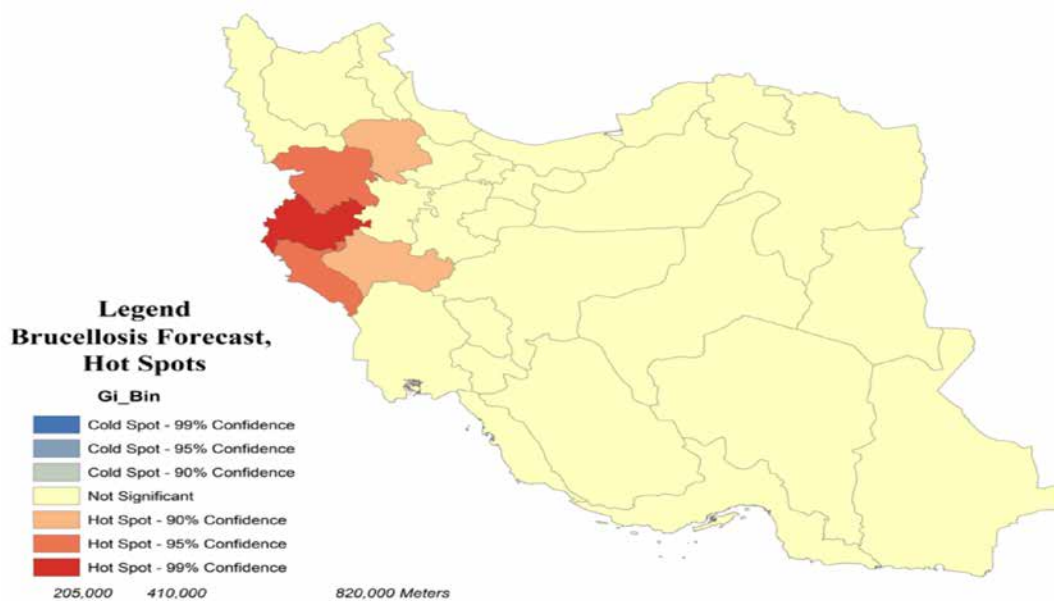 Legend
Brucellosis Forecast,
Hot Spots
Gi_Bin
Cold Spot - 99% Confidence
Cold Spot - 95% Confidence
Cold Spot - 90% Confidence
Not Significant
Hot Spot - 90% Confidence
Hot Spot - 95% Confidence
Hot Spot - 99% Confidence
205,000 410,000 820,000 Meters